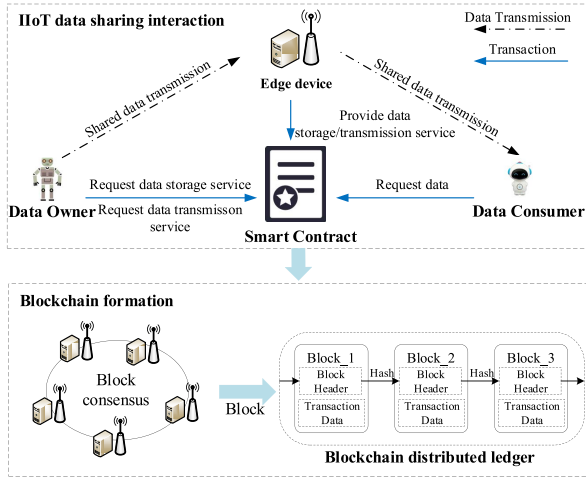 IIoT data sharing interaction
Data Transmission
Transaction
Edge device
Shared data transmission
Shared data transmission
Provide data
storage/transmission service
Request data storage service
Request data transmisson
service
Request data
Data Owner
Data Consumer
Smart Contract
Blockchain formation
Block
consensus
Block
Block_1
Block
Header
Transaction
Data
Hash
Block_2
Block
Header
Transaction
Data
Hash
Block_3
Block
Header
Transaction
Data
Blockchain distributed ledger